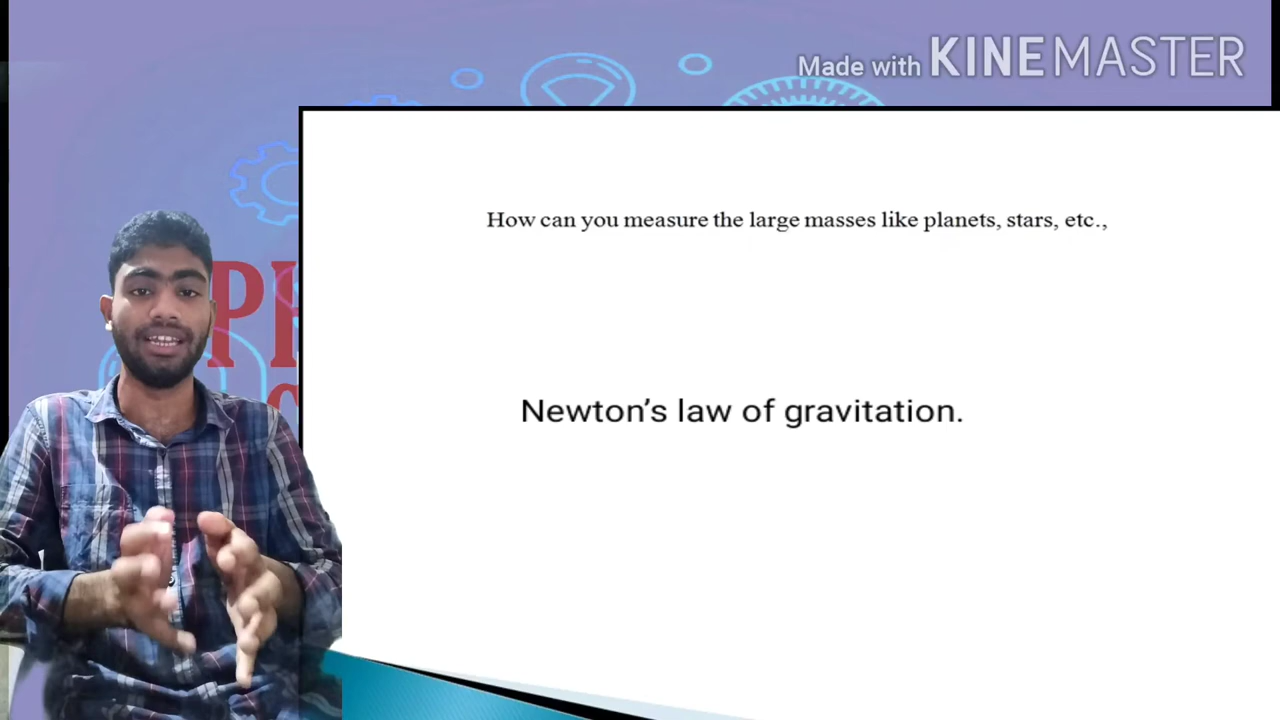 Made with KINEMASTER
How can you measure the large masses like planets, stars, etc.,
Newton’s law of gravitation.